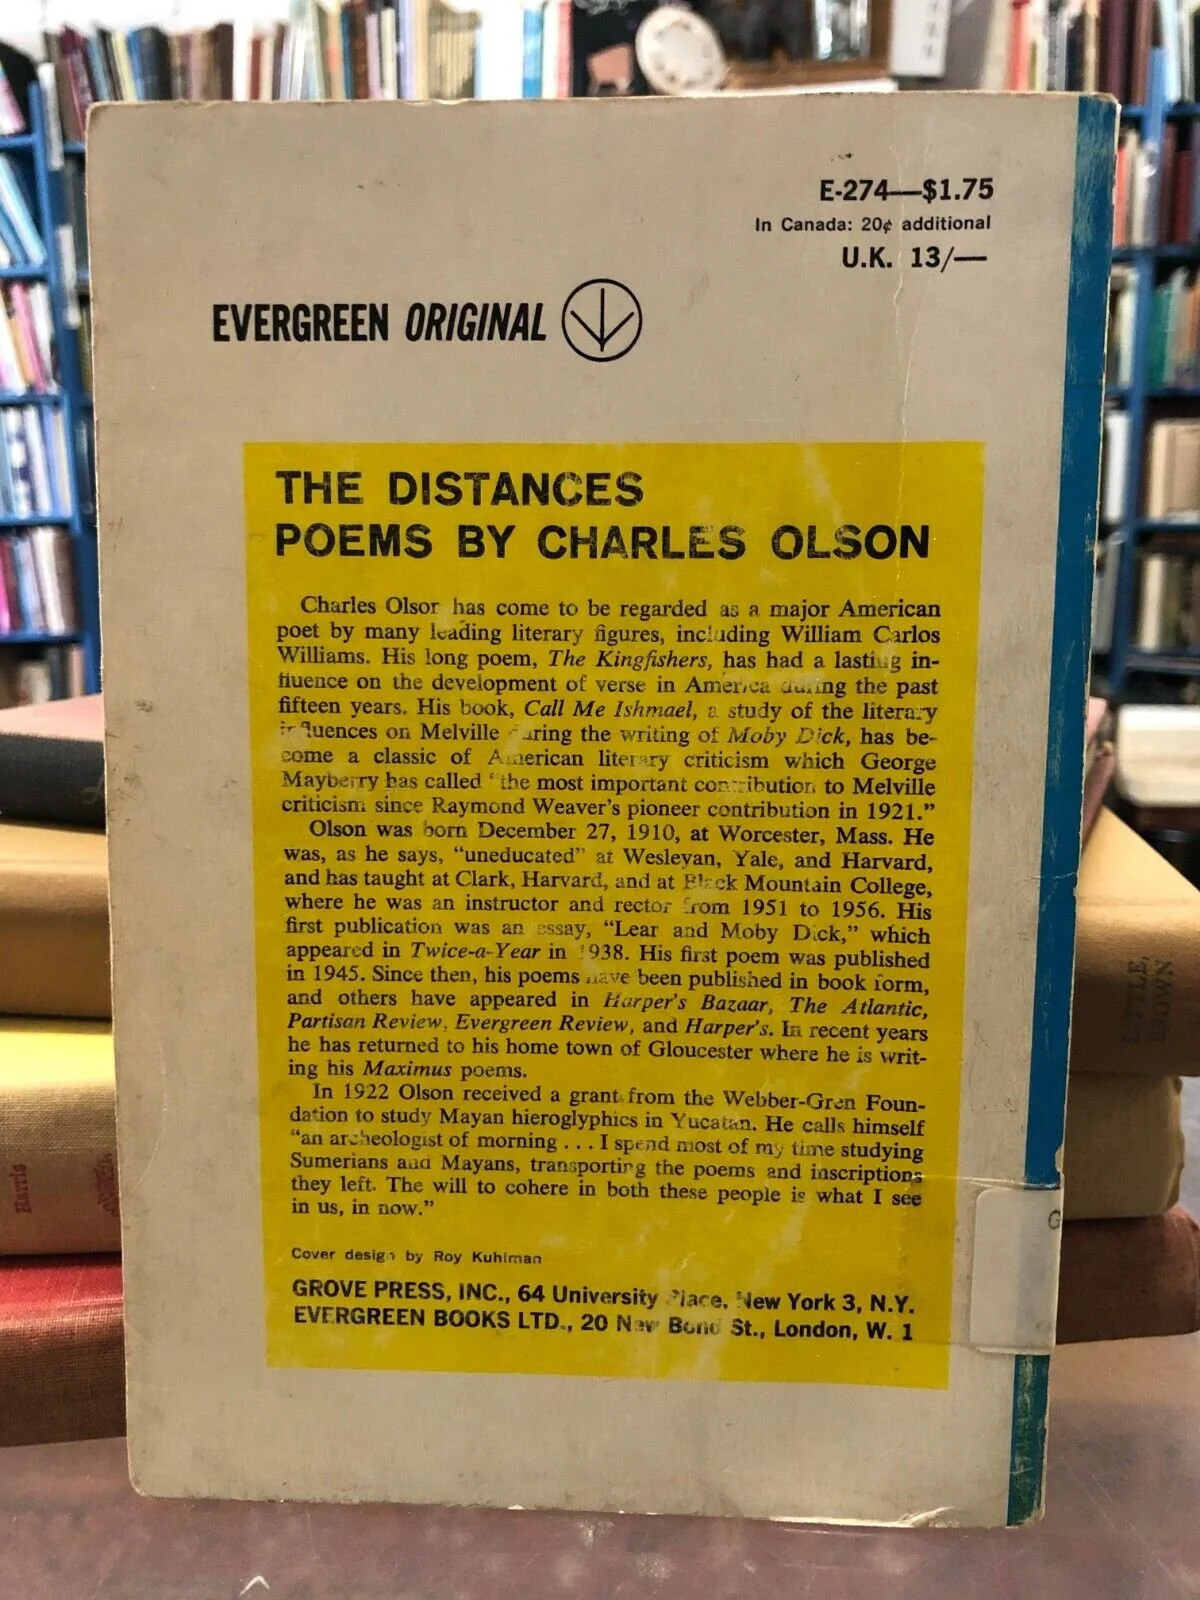 E-274—$1.75
In Canada: 20¢ additional
U.K. 13/—
EVERGREEN ORIGINAL
THE DISTANCES
POEMS BY CHARLES OLSON
Charles Olson has come to be regarded as a major American
poet by many leading literary figures, including William Carlos
Williams. His long poem, The Kingfishers, has had a lasting in-
fluence on the development of verse in America during the past
fifteen years. His book, Call Me Ishmael, a study of the literary
influences on Melville during the writing of Moby Dick, has be-
come a classic of American literary criticism which George
Mayberry has called "the most important contribution to Melville
criticism since Raymond Weaver's pioneer contribution in 1921."
Olson was born December 27, 1910, at Worcester, Mass. He
was, as he says, "uneducated" at Wesleyan, Yale, and Harvard,
and has taught at Clark, Harvard, and at Black Mountain College,
where he was an instructor and rector from 1951 to 1956. His
first publication was an essay, "Lear and Moby Dick," which
appeared in Twice-a-Year in 1938. His first poem was published
in 1945. Since then, his poems have been published in book form,
and others have appeared in Harper's Bazaar, The Atlantic,
Partisan Review, Evergreen Review, and Harper's. In recent years
he has returned to his home town of Gloucester where he is writ-
ing his Maximus poems.
In 1922 Olson received a grant from the Webber-Gren Foun-
dation to study Mayan hieroglyphics in Yucatan. He calls himself
"an archeologist of morning . . . I spend most of my time studying
Sumerians and Mayans, transporting the poems and inscriptions
they left. The will to cohere in both these people is what I see
in us, in now."
Cover design by Roy Kuhlman
GROVE PRESS, INC., 64 University Place, New York 3, N.Y.
EVERGREEN BOOKS LTD., 20 New Bond St., London, W. 1
G
LITTLE,
BROWN
Harris